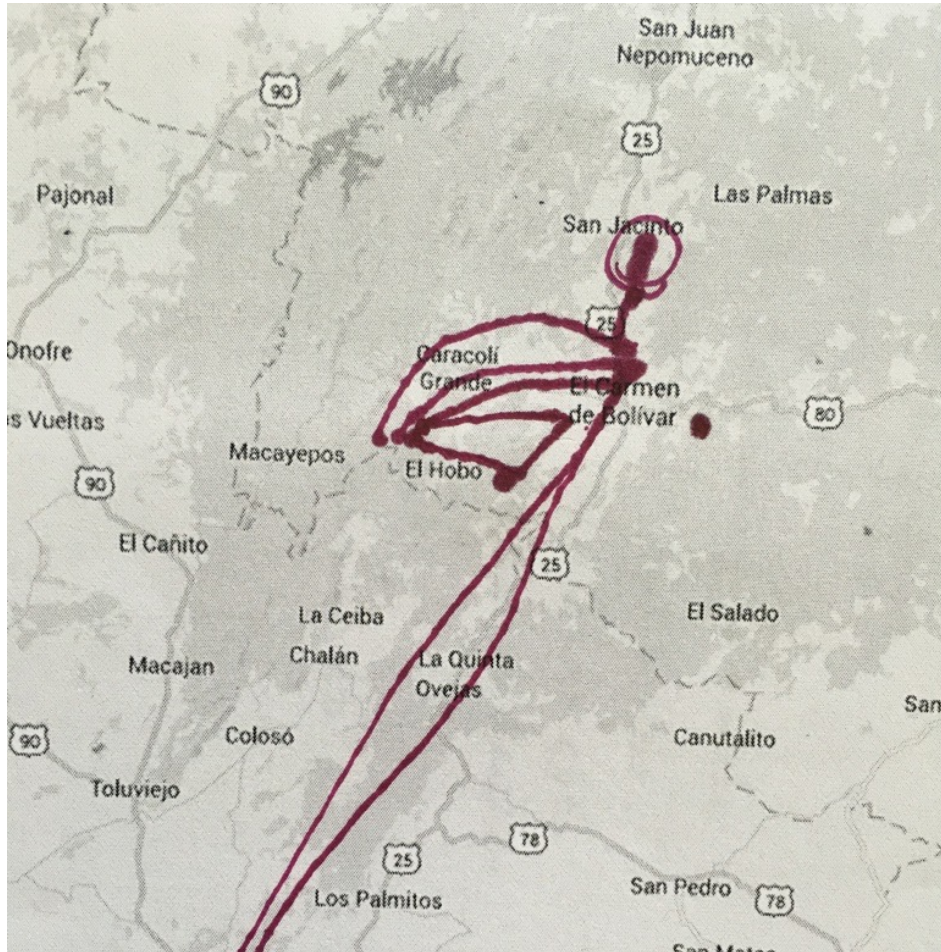 San Juan
Nepomuceno
90
25
Pajonal
Las Palmas
San Jacinto
25
Onofre
Caracolí
Grande
El Carmen
de Bolívar
80
s Vueltas
Macayepos
El Hobo
90
El Cañito
25
La Ceiba
El Salado
Chalán
La Quinta
Macajan
Ovejas
San
90
Colosó
Canutalito
Toluviejo
78
25
San Pedro
78
Los Palmitos
San Mateo